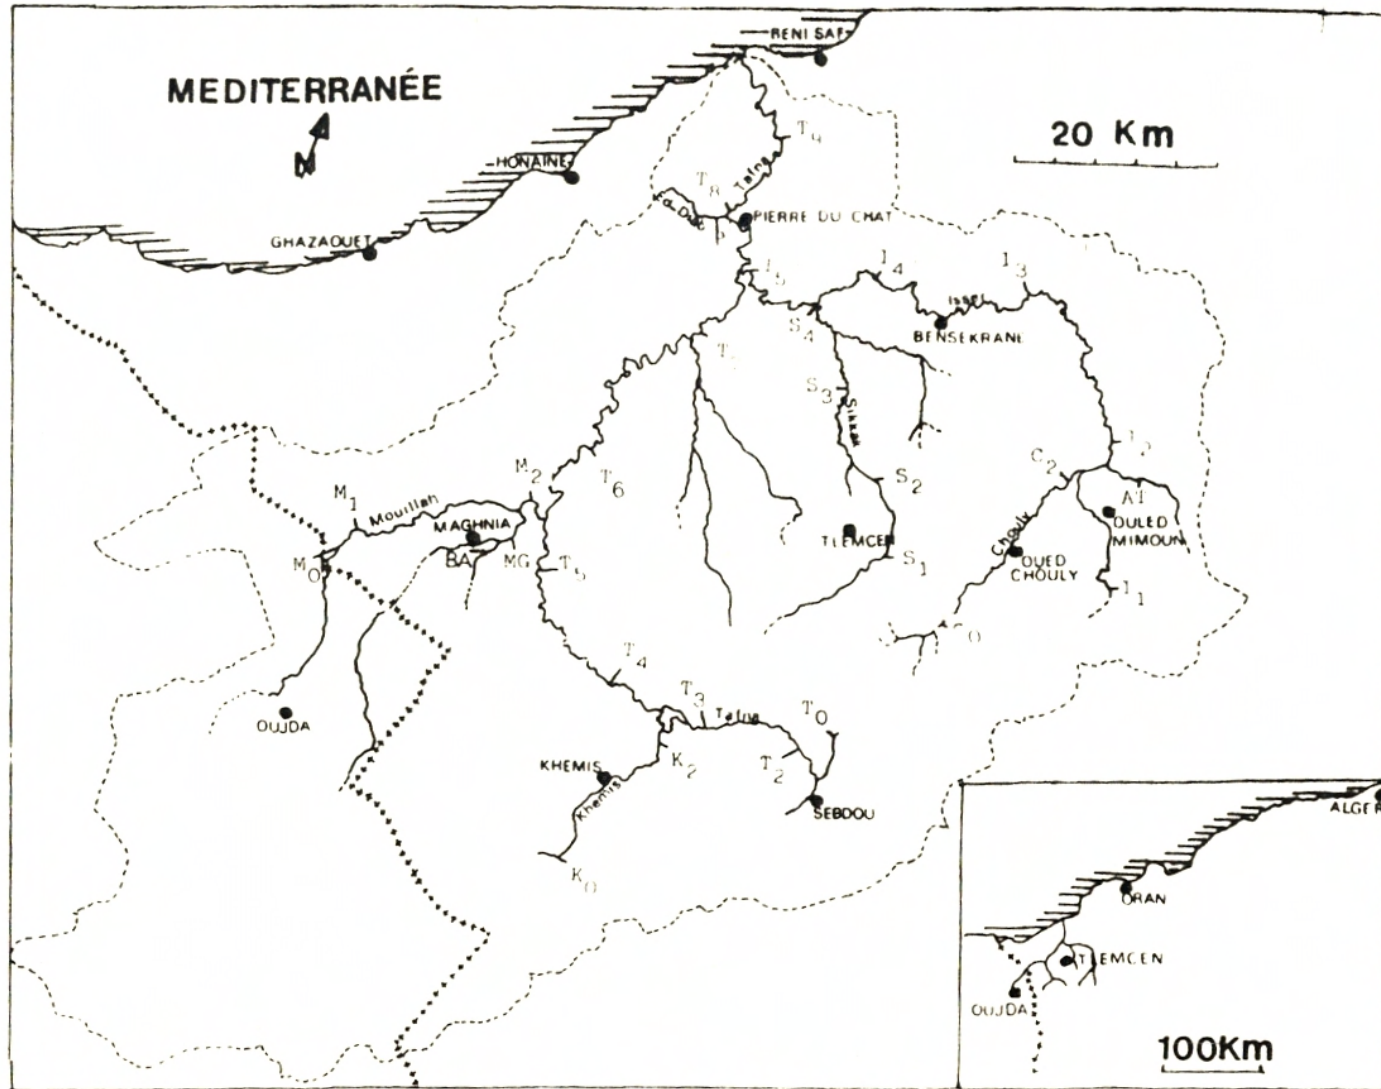 RENI SAF
MEDITERRANÉE
N
20 Km
T9
HONAINE
T8
Tafna
PIERRE DU CHAT
GHAZAOUET
I5
I4
I3
Isser
S4
BENSEKRANE
S3
Sikkak
I2
C2
M2
T6
S2
AT
M1
Mouillah
MAGHNIA
TLEMCEN
Chouly
OULED
MIMOUN
M0
BA
MG
T5
S1
OUED
CHOULY
I1
T4
T3
Tafna
T0
OUJDA
KHEMIS
K2
T2
Khemis
SEBDOU
K0
ALGER
ORAN
TLEMCEN
OUJDA
100Km